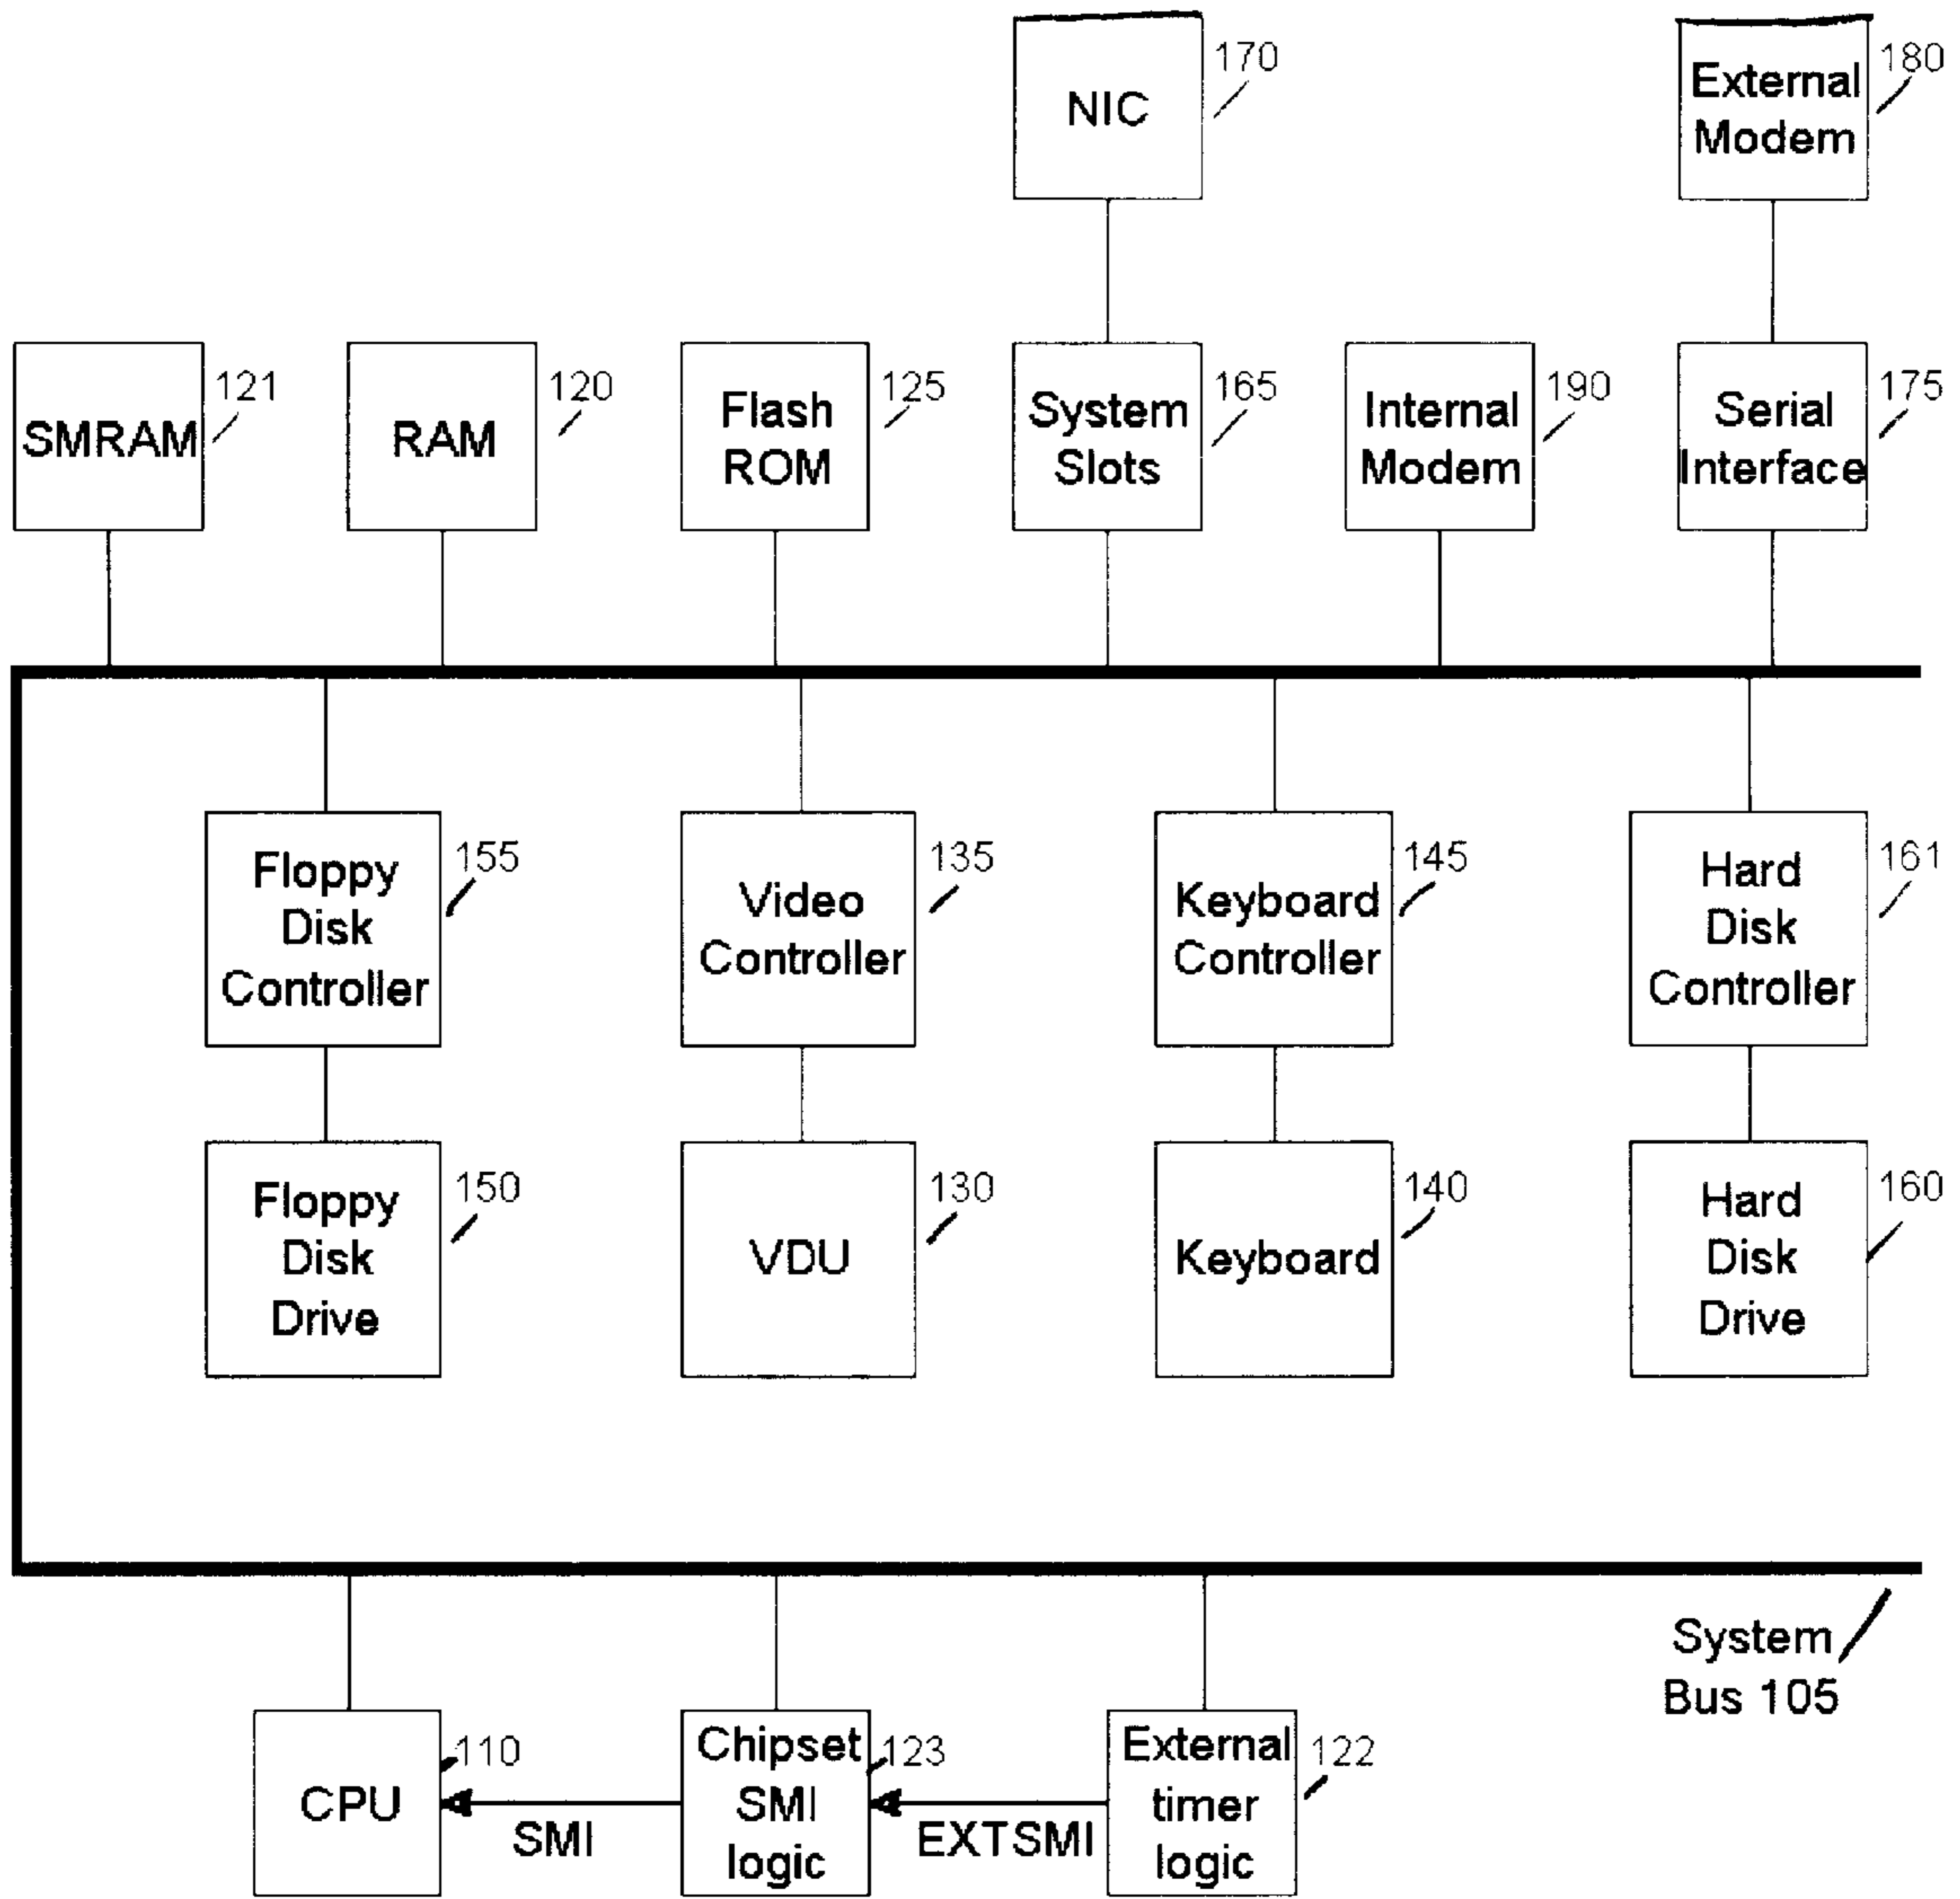 NIC
170
External
Modem
180
SMRAM
121
RAM
120
Flash
ROM
125
System
Slots
165
Internal
Modem
190
Serial
Interface
175
Floppy
Disk
Controller
155
Video
Controller
135
Keyboard
Controller
145
Hard
Disk
Controller
161
Floppy
Disk
Drive
150
VDU
130
Keyboard
140
Hard
Disk
Drive
160
System
Bus 105
CPU
110
SMI
Chipset
SMI
logic
123
EXTSMI
External
timer
logic
122